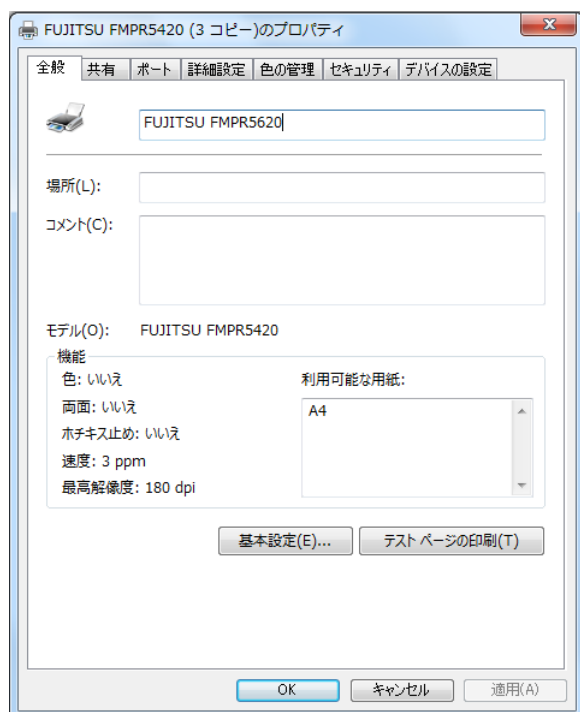 FUJITSU FMPR5420 (3 コピー)のプロパティ
全般 共有 ポート 詳細設定 色の管理 セキュリティ デバイスの設定
FUJITSU FMPR5620
場所(L):
コメント(C):
モデル(O): FUJITSU FMPR5420
機能
色: いいえ 利用可能な用紙:
両面: いいえ A4
ホチキス止め: いいえ
速度: 3 ppm
最高解像度: 180 dpi
基本設定(E)... テスト ページの印刷(T)
OK キャンセル 適用(A)